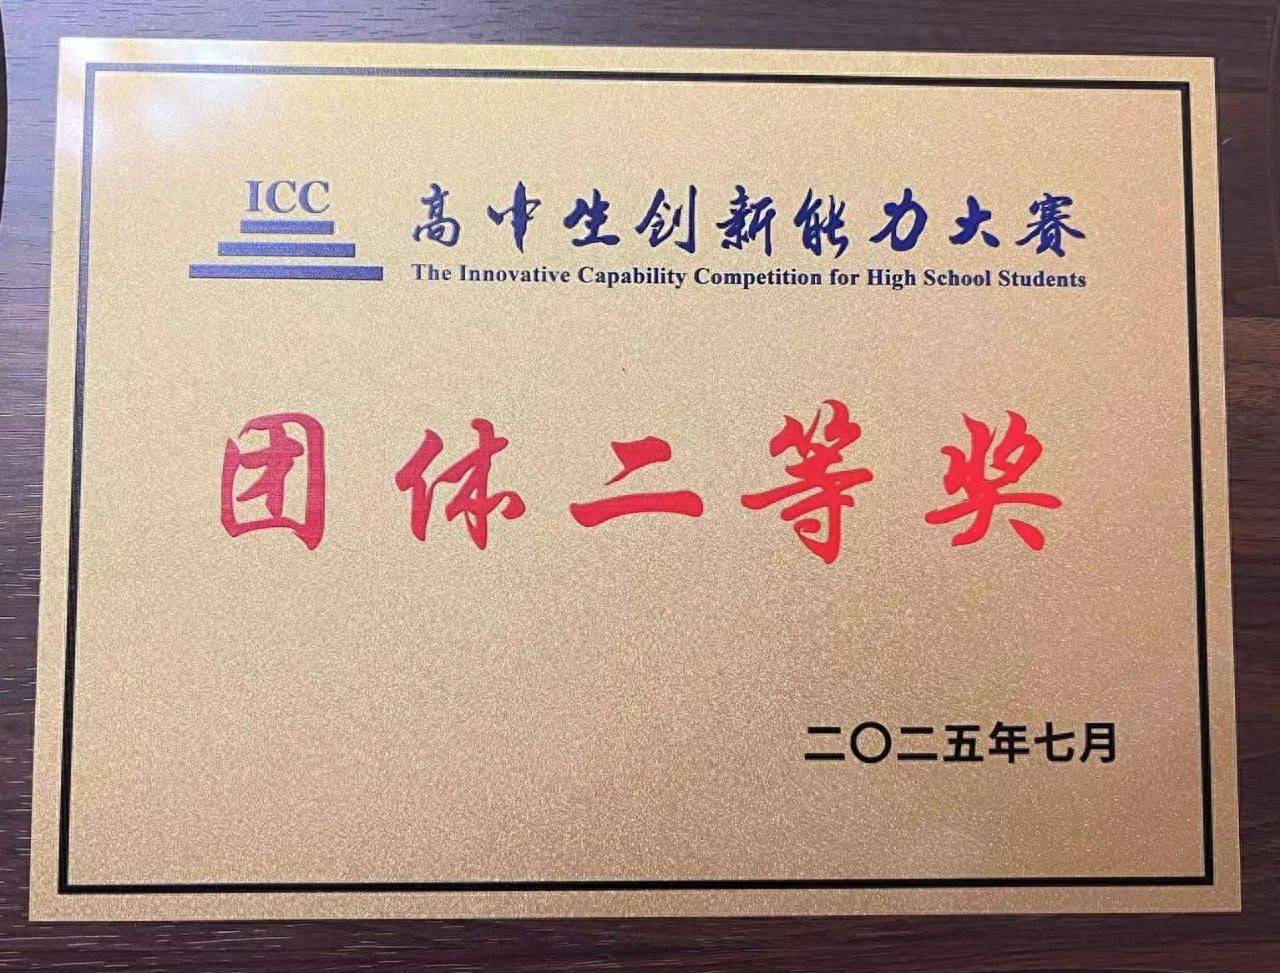 ICC
高中生创新能力大赛
The Innovative Capability Competition for High School Students
团体二等奖
二〇二五年七月